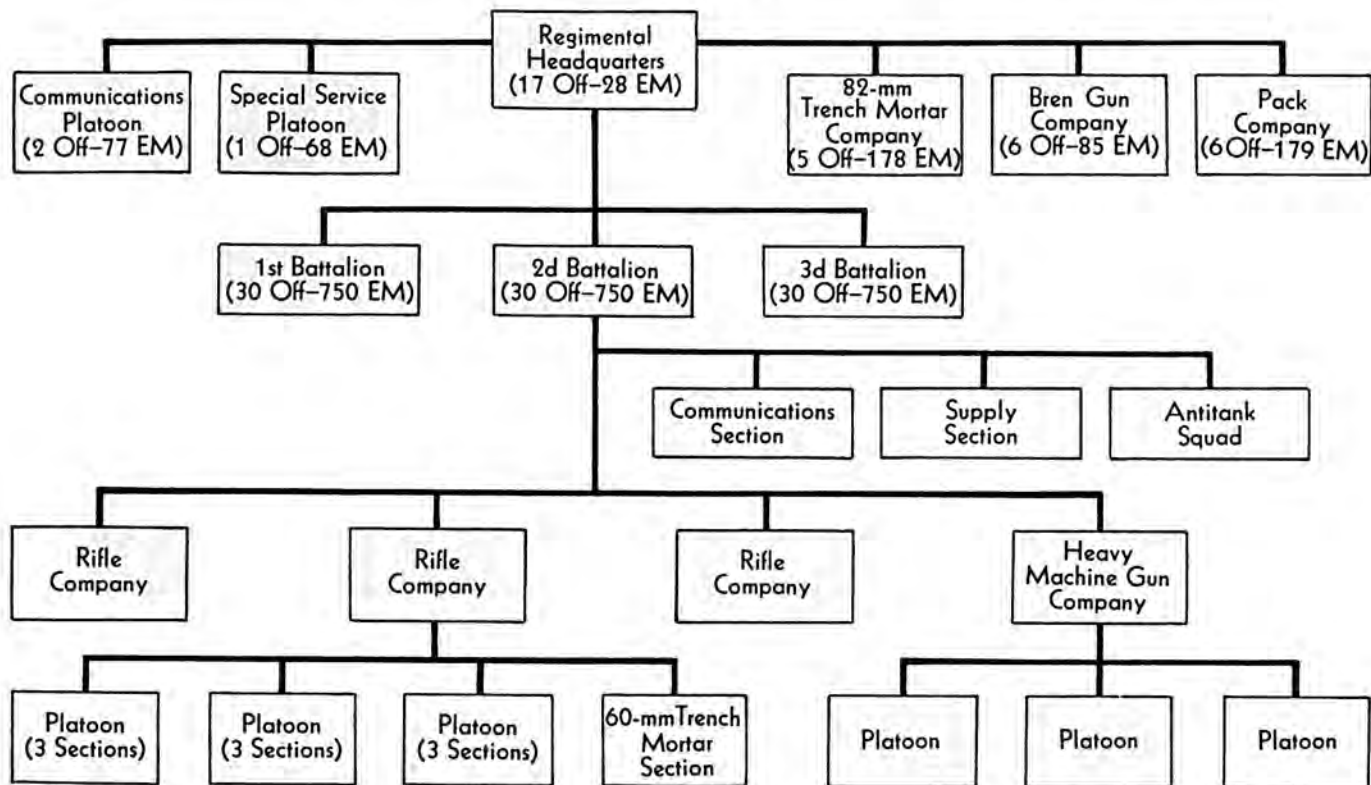 Regimental
Headquarters
(17 Off–28 EM)
Communications
Platoon
(2 Off–77 EM)
Special Service
Platoon
(1 Off–68 EM)
82-mm
Trench Mortar
Company
(5 Off–178 EM)
Bren Gun
Company
(6 Off–85 EM)
Pack
Company
(6 Off–179 EM)
1st Battalion
(30 Off–750 EM)
2d Battalion
(30 Off–750 EM)
3d Battalion
(30 Off–750 EM)
Communications
Section
Supply
Section
Antitank
Squad
Rifle
Company
Rifle
Company
Rifle
Company
Heavy
Machine Gun
Company
Platoon
(3 Sections)
Platoon
(3 Sections)
Platoon
(3 Sections)
60-mm Trench
Mortar
Section
Platoon
Platoon
Platoon